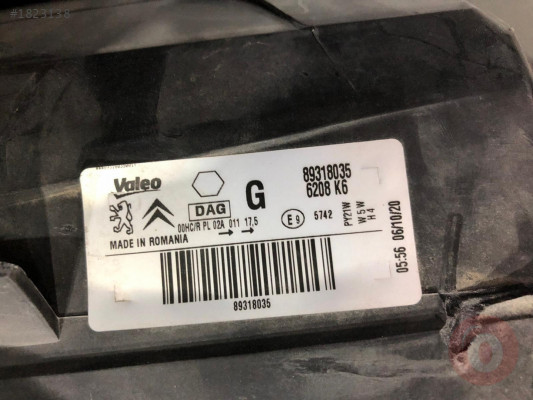 #1823138
Valeo
DAG
G
89318035
6208 K6
00HC/R PL 02A 011 17,5
E9
5742
PY21W
W5W
H4
MADE IN ROMANIA
05:56 06/10/20
89318035